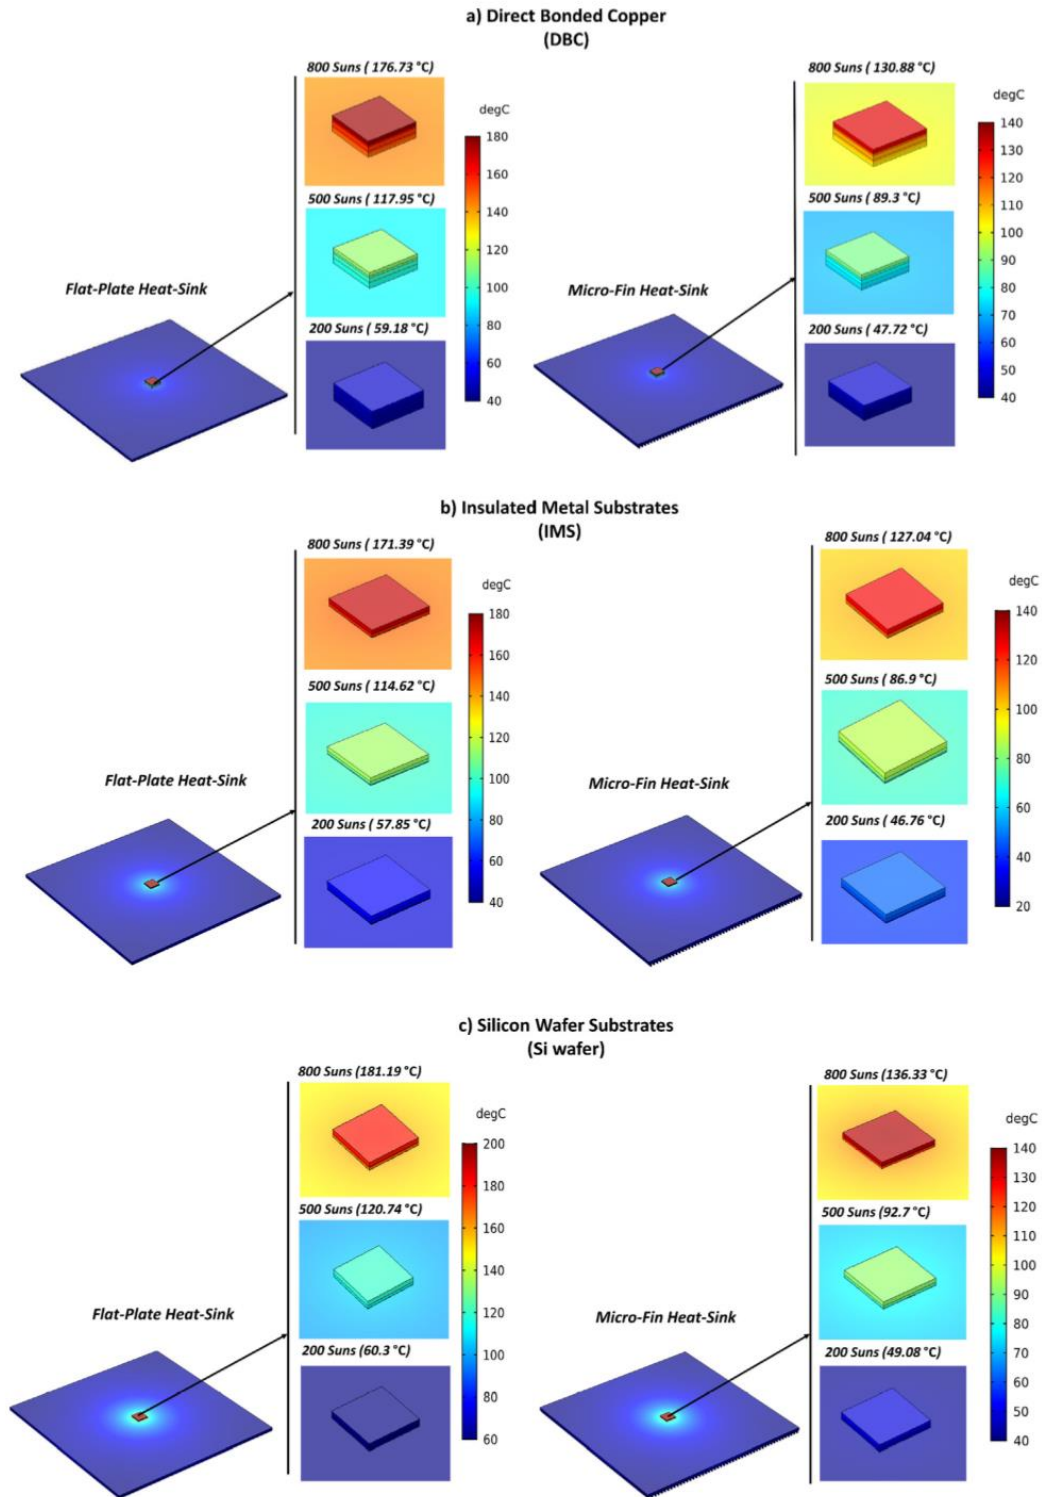 a) Direct Bonded Copper
(DBC)
800 Suns ( 176.73 °C)
500 Suns ( 117.95 °C)
200 Suns ( 59.18 °C)
Flat-Plate Heat-Sink
degC
180
160
140
120
100
80
60
40
800 Suns ( 130.88 °C)
500 Suns ( 89.3 °C)
200 Suns ( 47.72 °C)
Micro-Fin Heat-Sink
degC
140
130
120
110
100
90
80
70
60
50
40
b) Insulated Metal Substrates
(IMS)
800 Suns ( 171.39 °C)
500 Suns ( 114.62 °C)
200 Suns ( 57.85 °C)
Flat-Plate Heat-Sink
degC
180
160
140
120
100
80
60
40
800 Suns ( 127.04 °C)
500 Suns ( 86.9 °C)
200 Suns ( 46.76 °C)
Micro-Fin Heat-Sink
degC
140
120
100
80
60
40
20
c) Silicon Wafer Substrates
(Si wafer)
800 Suns (181.19 °C)
500 Suns (120.74 °C)
200 Suns (60.3 °C)
Flat-Plate Heat-Sink
degC
200
180
160
140
120
100
80
60
800 Suns (136.33 °C)
500 Suns (92.7 °C)
200 Suns (49.08 °C)
Micro-Fin Heat-Sink
degC
140
130
120
110
100
90
80
70
60
50
40